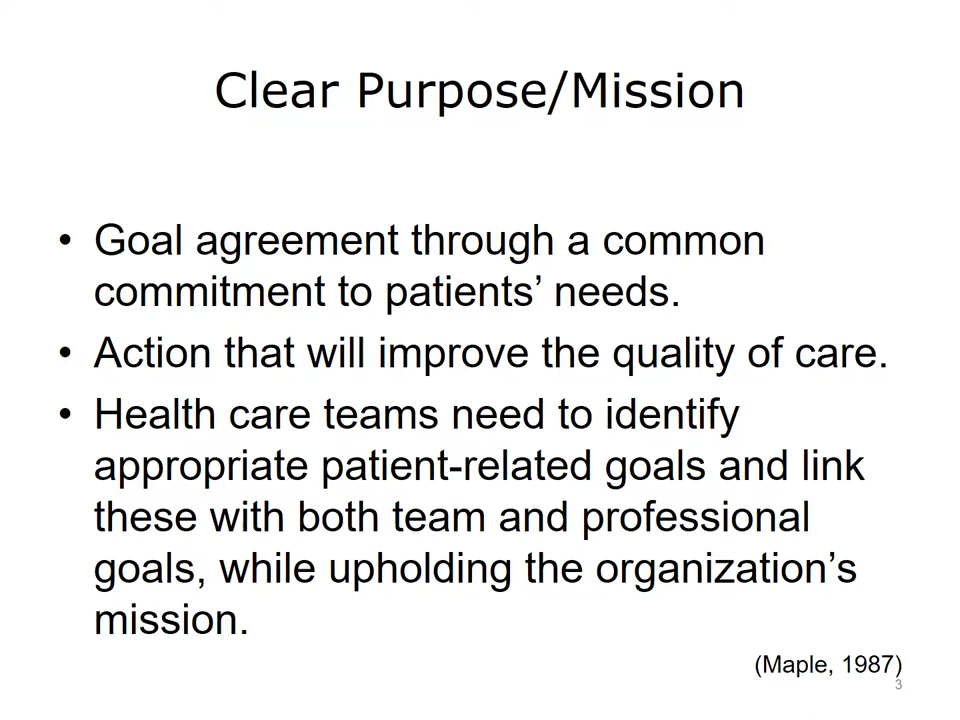 Clear Purpose/Mission
• Goal agreement through a common
commitment to patients’ needs.
• Action that will improve the quality of care.
• Health care teams need to identify
appropriate patient-related goals and link
these with both team and professional
goals, while upholding the organization’s
mission.
(Maple, 1987)
3